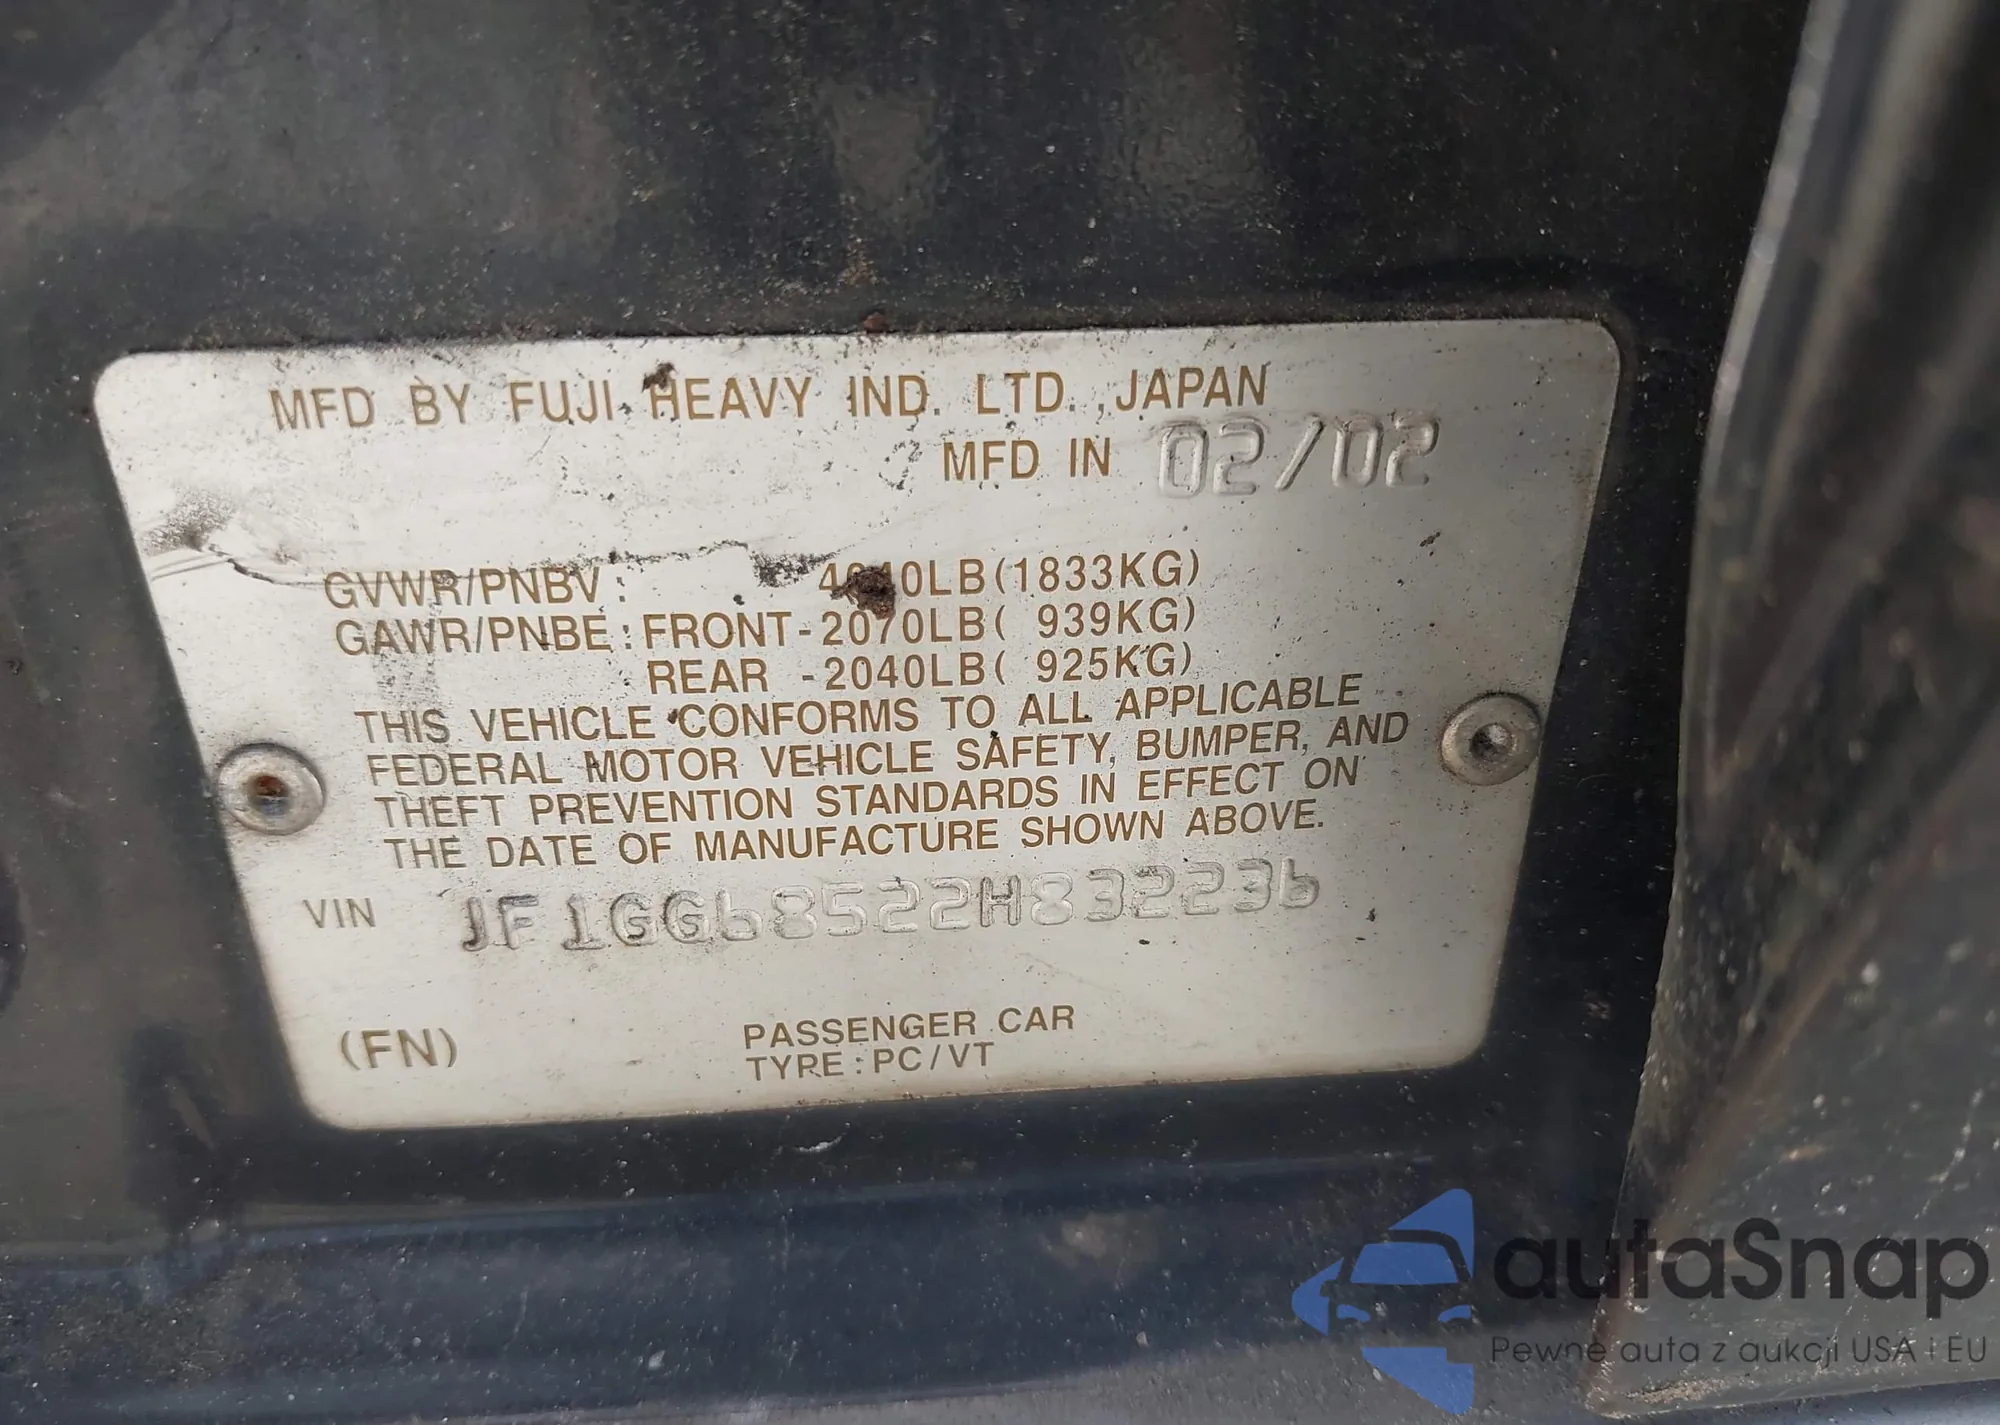 MFD BY FUJI HEAVY IND. LTD., JAPAN
MFD IN 02/02
GVWR/PNBV: 4040LB(1833KG)
GAWR/PNBE: FRONT-2070LB( 939KG)
REAR -2040LB( 925KG)
THIS VEHICLE CONFORMS TO ALL APPLICABLE
FEDERAL MOTOR VEHICLE SAFETY, BUMPER, AND
THEFT PREVENTION STANDARDS IN EFFECT ON
THE DATE OF MANUFACTURE SHOWN ABOVE.
VIN JF1GG68522H832236
(FN) PASSENGER CAR
TYPE: PC/VT
autaSnap
Pewne auta z aukcji USA i EU